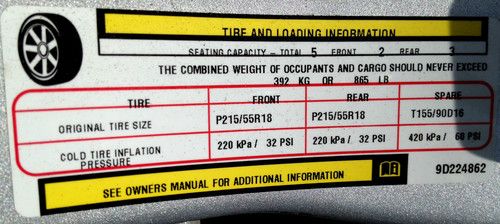 TIRE AND LOADING INFORMATION
SEATING CAPACITY - TOTAL 5 FRONT 2 REAR 3
THE COMBINED WEIGHT OF OCCUPANTS AND CARGO SHOULD NEVER EXCEED
392 KG OR 865 LB
TIRE FRONT REAR SPARE
ORIGINAL TIRE SIZE P215/55R18 P215/55R18 T155/90D16
COLD TIRE INFLATION PRESSURE 220 kPa / 32 PSI 220 kPa / 32 PSI 420 kPa / 60 PSI
SEE OWNERS MANUAL FOR ADDITIONAL INFORMATION
9D224862